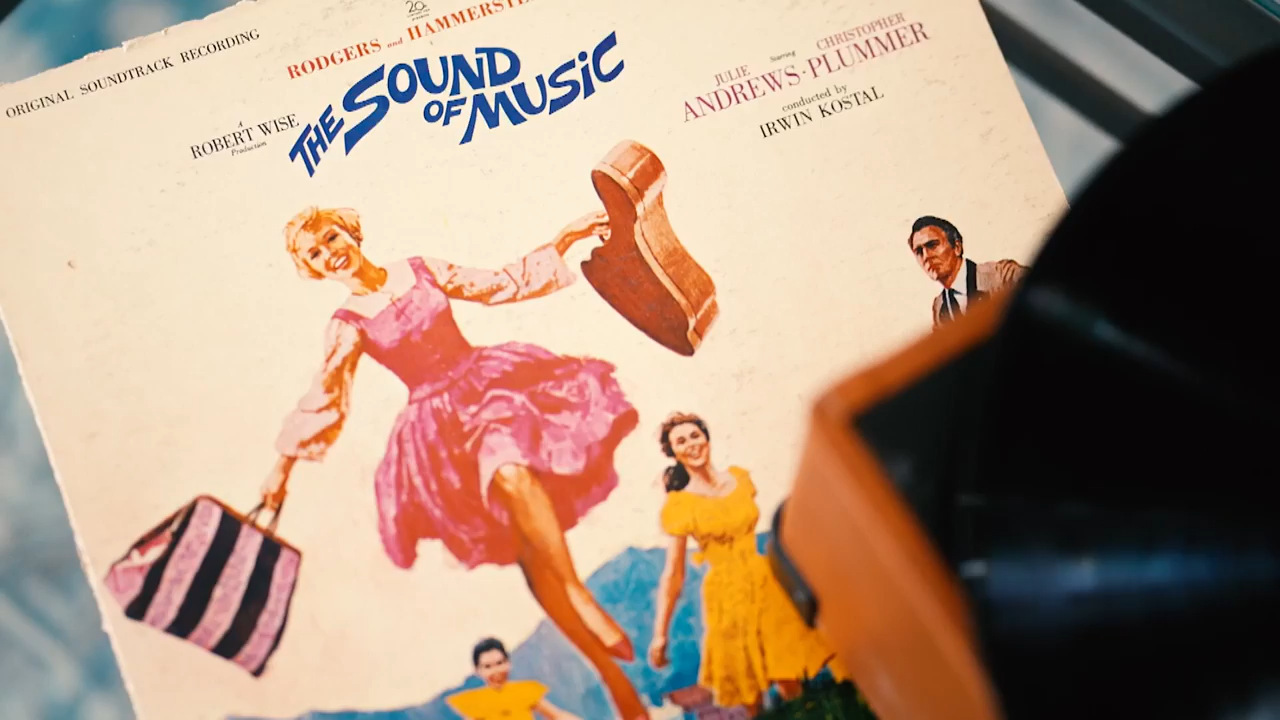 ORIGINAL SOUNDTRACK RECORDING
20
RODGERS and
A
ROBERT WISE
Production
THE SOUND
OF MUSIC
Starring
JULIE
ANDREWS · CHRISTOPHER
PLUMMER
conducted by
IRWIN KOSTAL